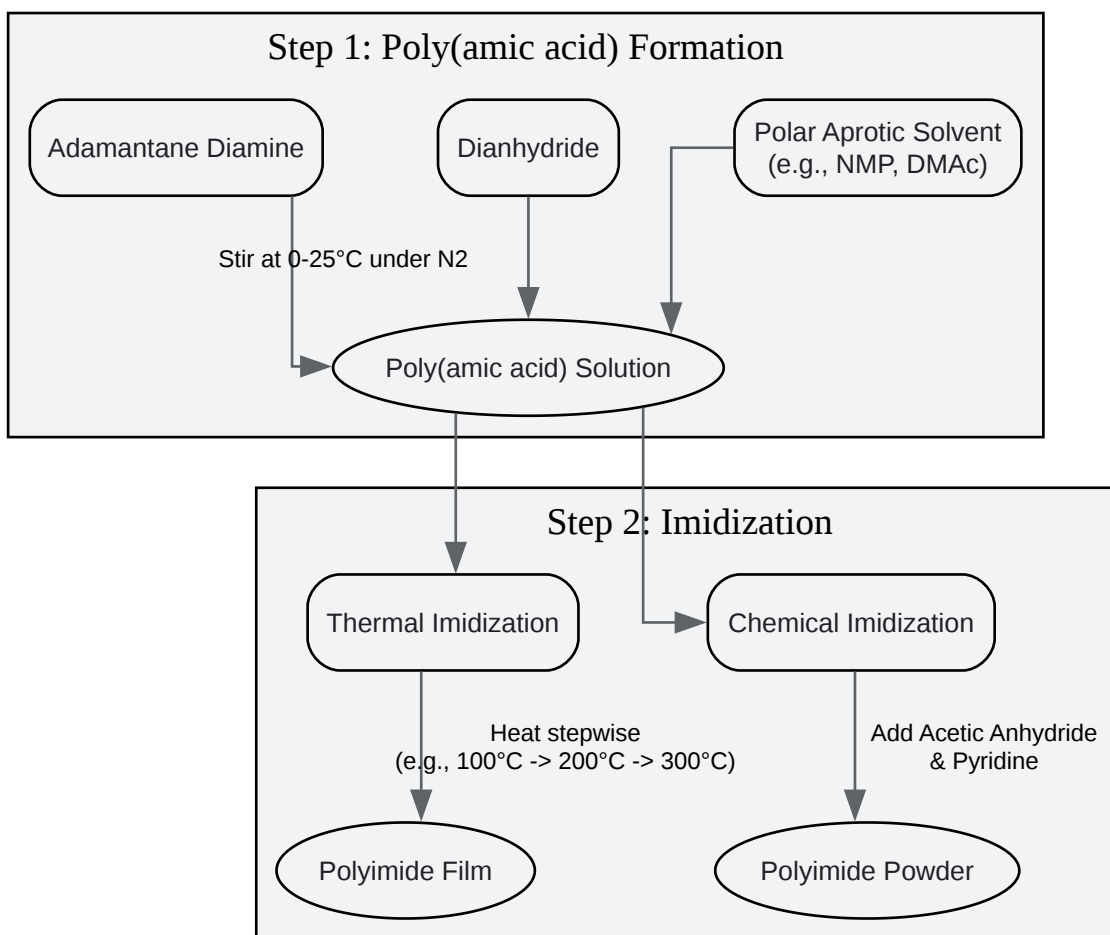 Step 1: Poly(amic acid) Formation
Adamantane Diamine
Dianhydride
Polar Aprotic Solvent
(e.g., NMP, DMAc)
Stir at 0-25°C under N2
Poly(amic acid) Solution
Step 2: Imidization
Thermal Imidization
Chemical Imidization
Heat stepwise
(e.g., 100°C -> 200°C -> 300°C)
Add Acetic Anhydride
& Pyridine
Polyimide Film
Polyimide Powder